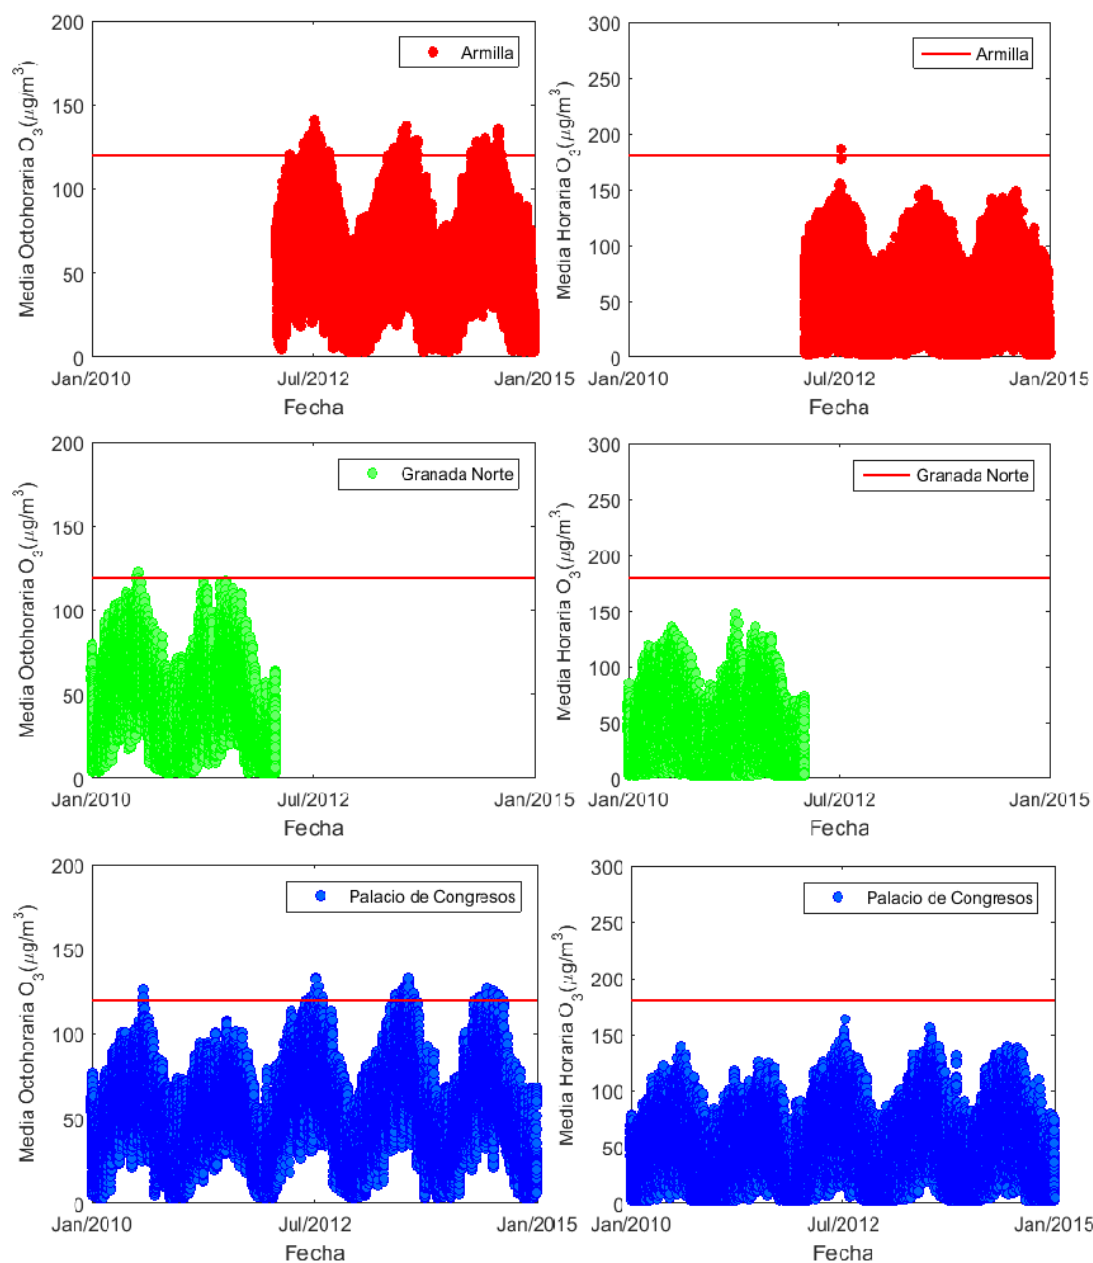 Armilla
Media Octohoraria O3(μg/m3)
200
150
100
50
0
Jan/2010 Jul/2012 Jan/2015
Fecha
Armilla
Media Horaria O3(μg/m3)
300
250
200
150
100
50
0
Jan/2010 Jul/2012 Jan/2015
Fecha
Granada Norte
Media Octohoraria O3(μg/m3)
200
150
100
50
0
Jan/2010 Jul/2012 Jan/2015
Fecha
Granada Norte
Media Horaria O3(μg/m3)
300
250
200
150
100
50
0
Jan/2010 Jul/2012 Jan/2015
Fecha
Palacio de Congresos
Media Octohoraria O3(μg/m3)
200
150
100
50
0
Jan/2010 Jul/2012 Jan/2015
Fecha
Palacio de Congresos
Media Horaria O3(μg/m3)
300
250
200
150
100
50
0
Jan/2010 Jul/2012 Jan/2015
Fecha